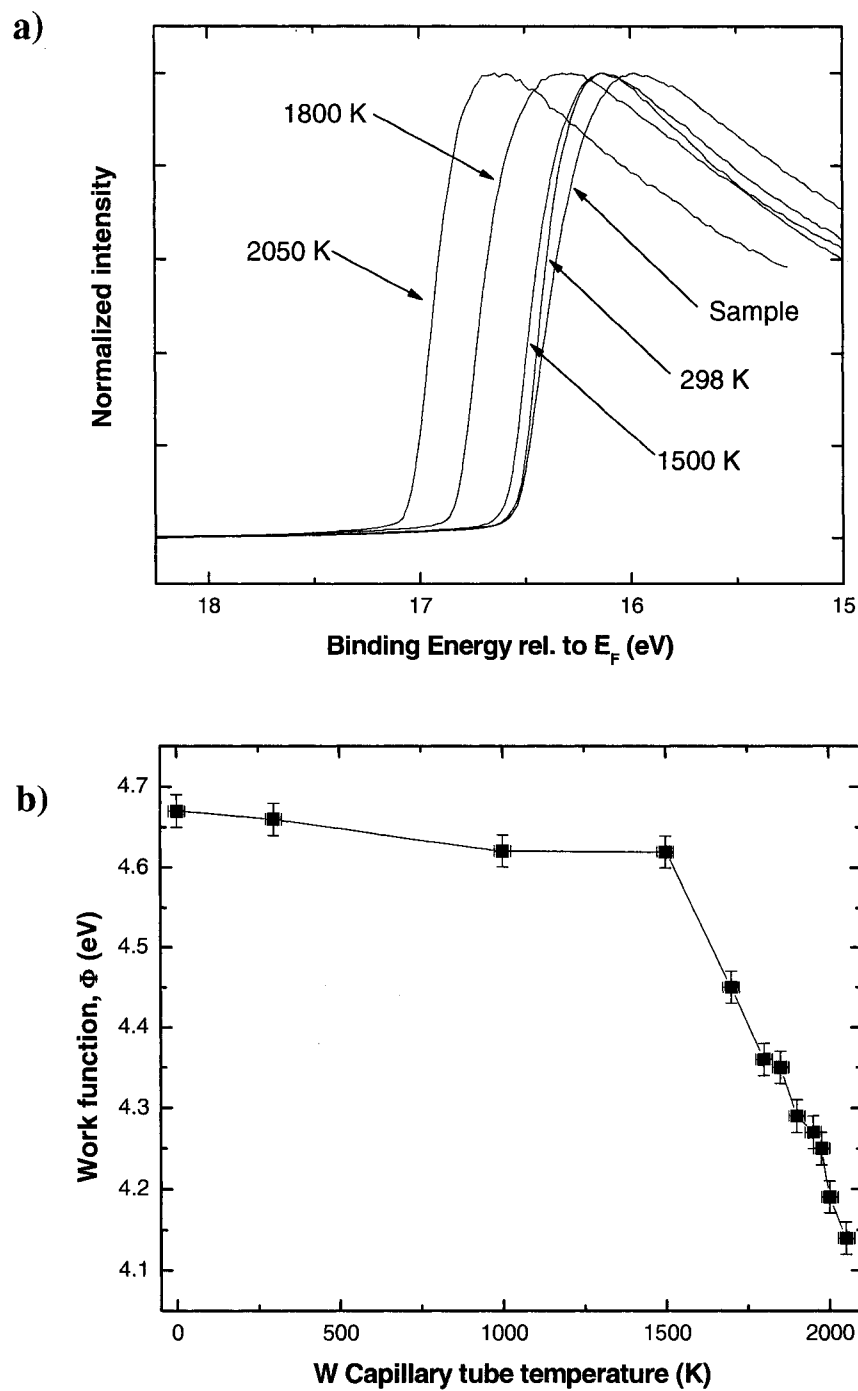 a)
1800 K
2050 K
Sample
298 K
1500 K
Normalized intensity
18
17
16
15
Binding Energy rel. to E_F (eV)
b)
4.7
4.6
4.5
4.4
4.3
4.2
4.1
Work function, Φ (eV)
0
500
1000
1500
2000
W Capillary tube temperature (K)